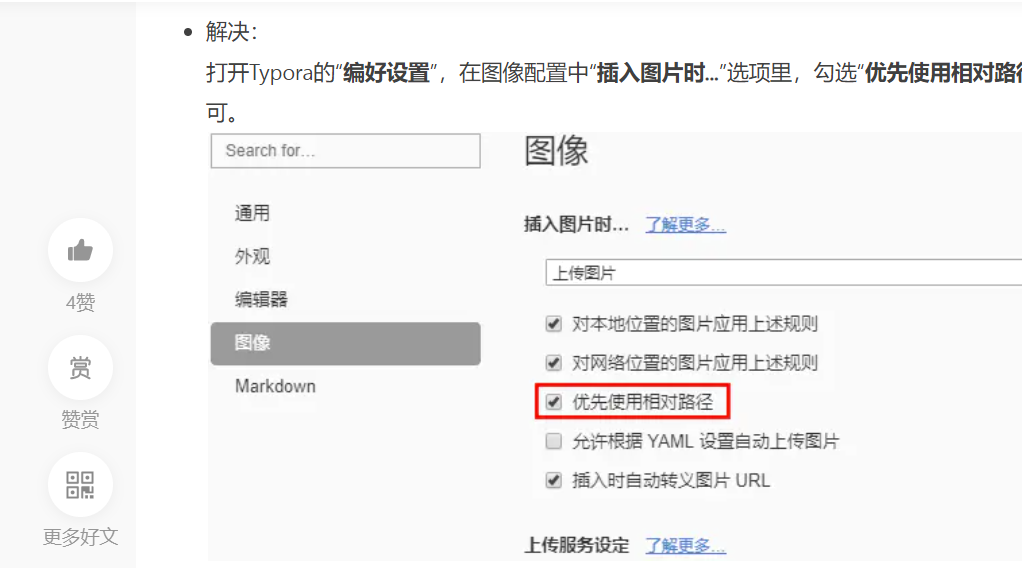 解决：
打开Typora的“编好设置”，在图像配置中“插入图片时...”选项里，勾选“优先使用相对路径
可。
Search for...
图像
通用
插入图片时... 了解更多...
外观
上传图片
编辑器
对本地位置的图片应用上述规则
图像
对网络位置的图片应用上述规则
Markdown
优先使用相对路径
允许根据 YAML 设置自动上传图片
插入时自动转义图片 URL
上传服务设定 了解更多...
4赞
赏
赞赏
更多好文